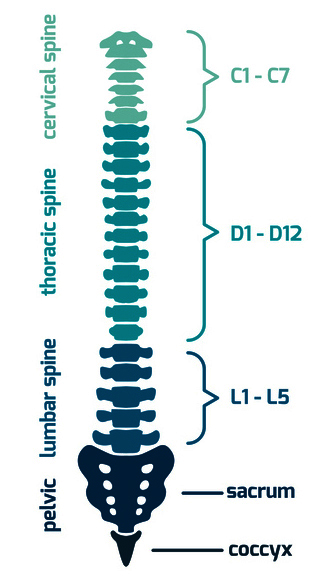 cervical spine
C1 - C7
thoracic spine
D1 - D12
lumbar spine
L1 - L5
pelvic
sacrum
coccyx